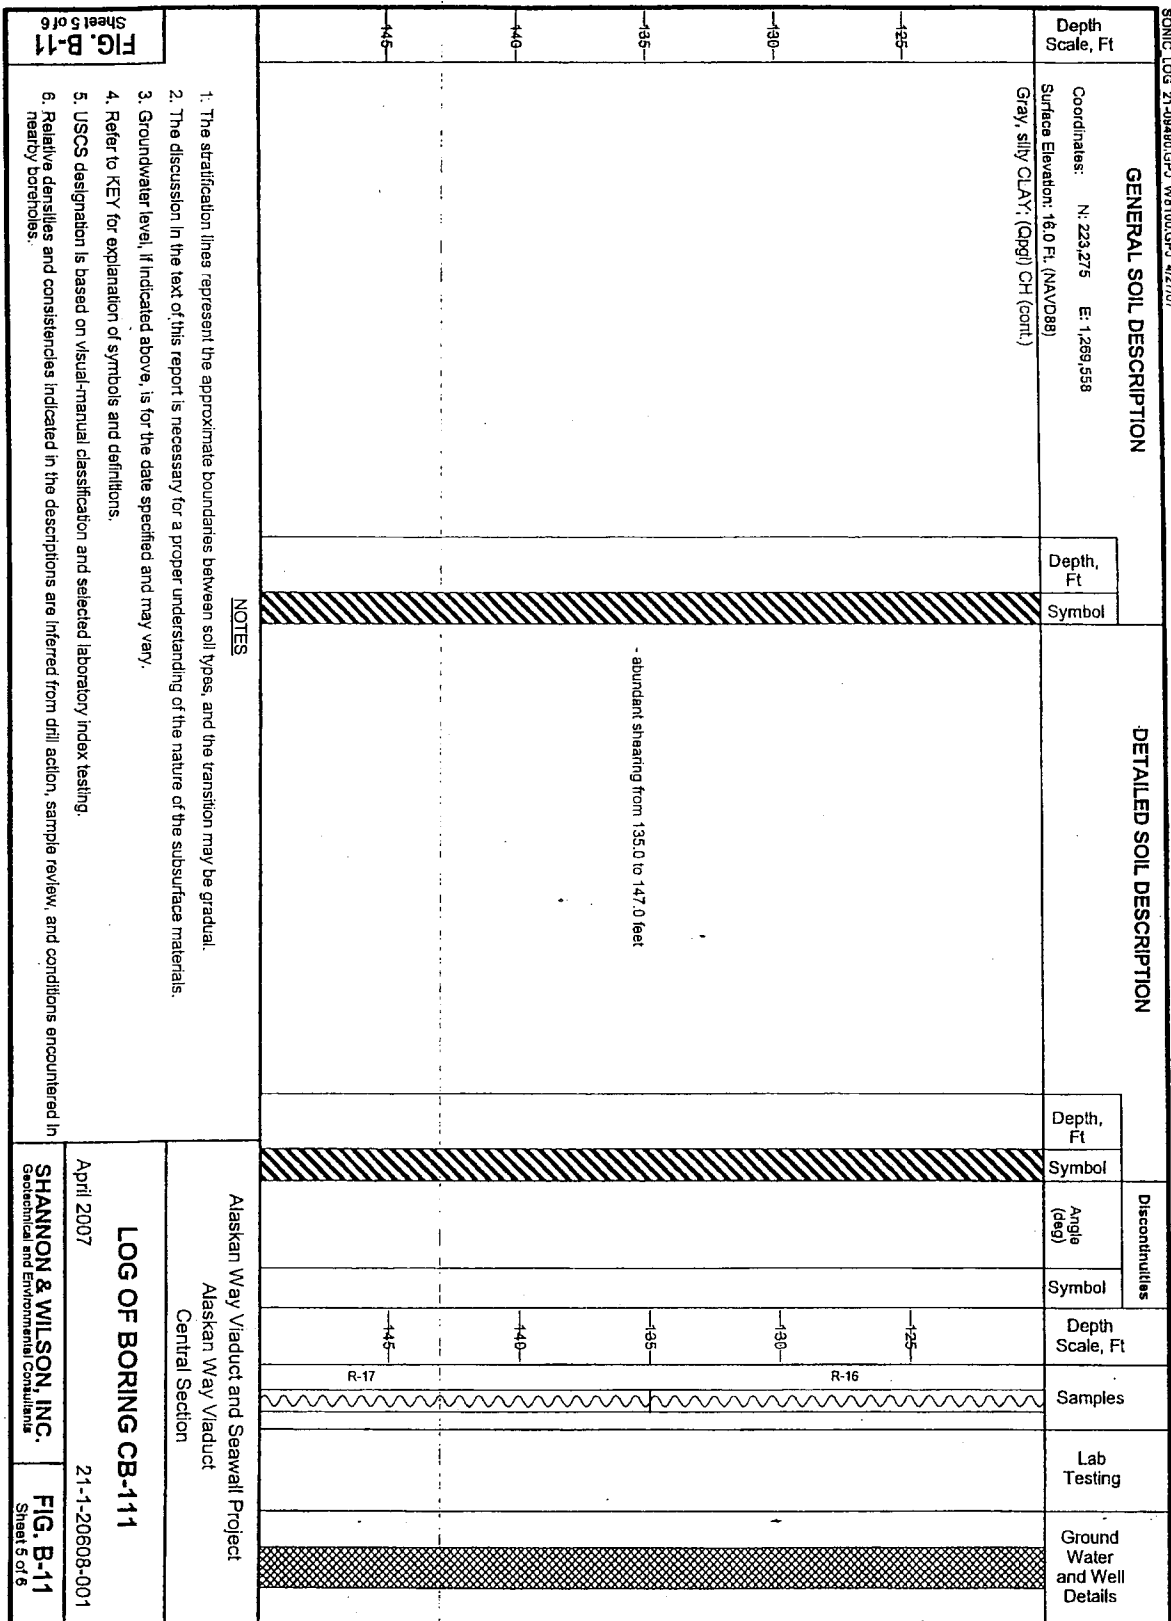 GENERAL SOIL DESCRIPTION
Depth
Scale, Ft
Coordinates: N: 223,275 E: 1,269,558
Surface Elevation: 16.0 Ft. (NAVD88)
Depth,
Ft
Symbol
DETAILED SOIL DESCRIPTION
Depth,
Ft
Symbol
Discontinuities
Angle
(deg)
Symbol
Depth
Scale, Ft
Samples
Lab
Testing
Ground
Water
and Well
Details
Gray, silty CLAY; (Qpgl) CH (cont.)
125
130
135
140
145
- abundant shearing from 135.0 to 147.0 feet
125
130
135
140
145
R-16
R-17
NOTES
1. The stratification lines represent the approximate boundaries between soil types, and the transition may be gradual.
2. The discussion in the text of this report is necessary for a proper understanding of the nature of the subsurface materials.
3. Groundwater level, if indicated above, is for the date specified and may vary.
4. Refer to KEY for explanation of symbols and definitions.
5. USCS designation is based on visual-manual classification and selected laboratory index testing.
6. Relative densities and consistencies indicated in the descriptions are inferred from drill action, sample review, and conditions encountered in
nearby boreholes.
Alaskan Way Viaduct and Seawall Project
Alaskan Way Viaduct
Central Section
LOG OF BORING CB-111
April 2007 21-1-20608-001
SHANNON & WILSON, INC.
Geotechnical and Environmental Consultants
FIG. B-11
Sheet 5 of 6
FIG. B-11
Sheet 5 of 6